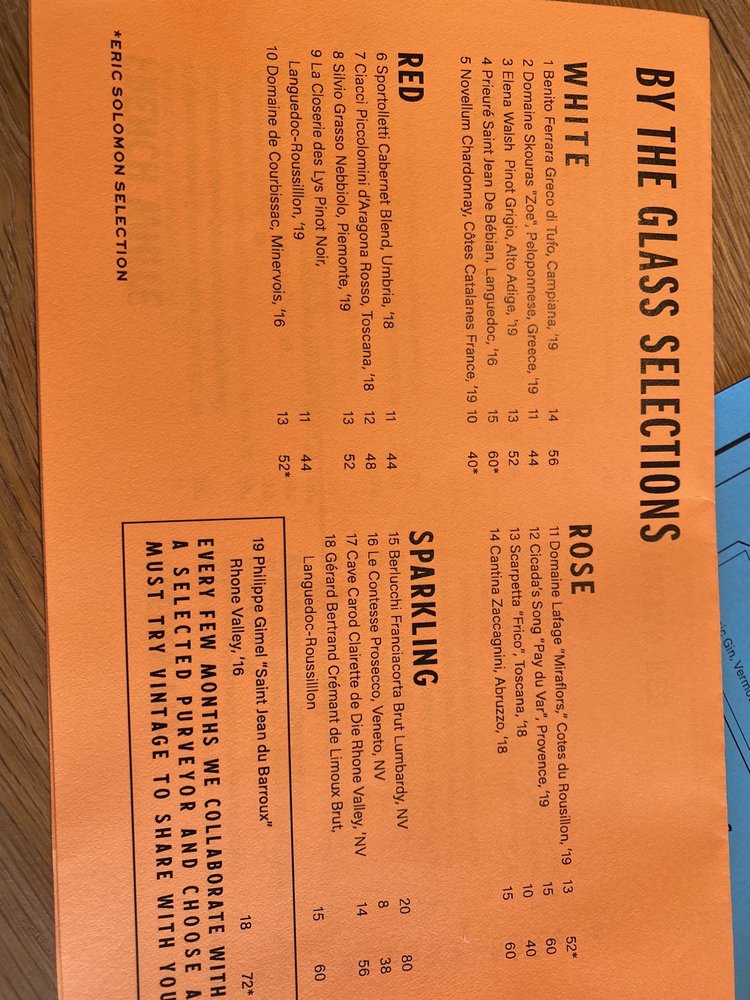 BY THE GLASS SELECTIONS
WHITE
1 Benito Ferrara Greco di Tufo, Campiana, '19 14 56
2 Domaine Skouras "Zoe", Peloponnese, Greece, '19 11 44
3 Elena Walsh Pinot Grigio, Alto Adige, '19 13 52
4 Prieuré Saint Jean De Bébian, Languedoc, '16 15 60*
5 Novellum Chardonnay, Côtes Catalanes France, '19 10 40*
RED
6 Sportolletti Cabernet Blend, Umbria, '18 11 44
7 Ciacci Piccolomini d'Aragona Rosso, Toscana, '18 12 48
8 Silvio Grasso Nebbiolo, Piemonte, '19 13 52
9 La Closerie des Lys Pinot Noir,
Languedoc-Roussilllon, '19 11 44
10 Domaine de Courbissac, Minervois, '16 13 52*
*ERIC SOLOMON SELECTION
ROSE
11 Domaine Lafage "Miraflors," Cotes du Rousillon, '19 13 52*
12 Cicada's Song "Pay du Var", Provence, '19 15 60
13 Scarpetta "Frico", Toscana, '18 10 40
14 Cantina Zaccagnini, Abruzzo, '18 15 60
SPARKLING
15 Berlucchi Franciacorta Brut Lumbardy, NV 20 80
16 Le Contesse Prosecco, Veneto, NV 8 38
17 Cave Carod Clairette de Die Rhone Valley, 'NV 14 56
18 Gérard Bertrand Crémant de Limoux Brut,
Languedoc-Roussilllon 15 60
19 Philippe Gimel "Saint Jean du Barroux"
Rhone Valley, '16 18 72*
EVERY FEW MONTHS WE COLLABORATE WITH
A SELECTED PURVEYOR AND CHOOSE A
MUST TRY VINTAGE TO SHARE WITH YOU
Gin, Vermo